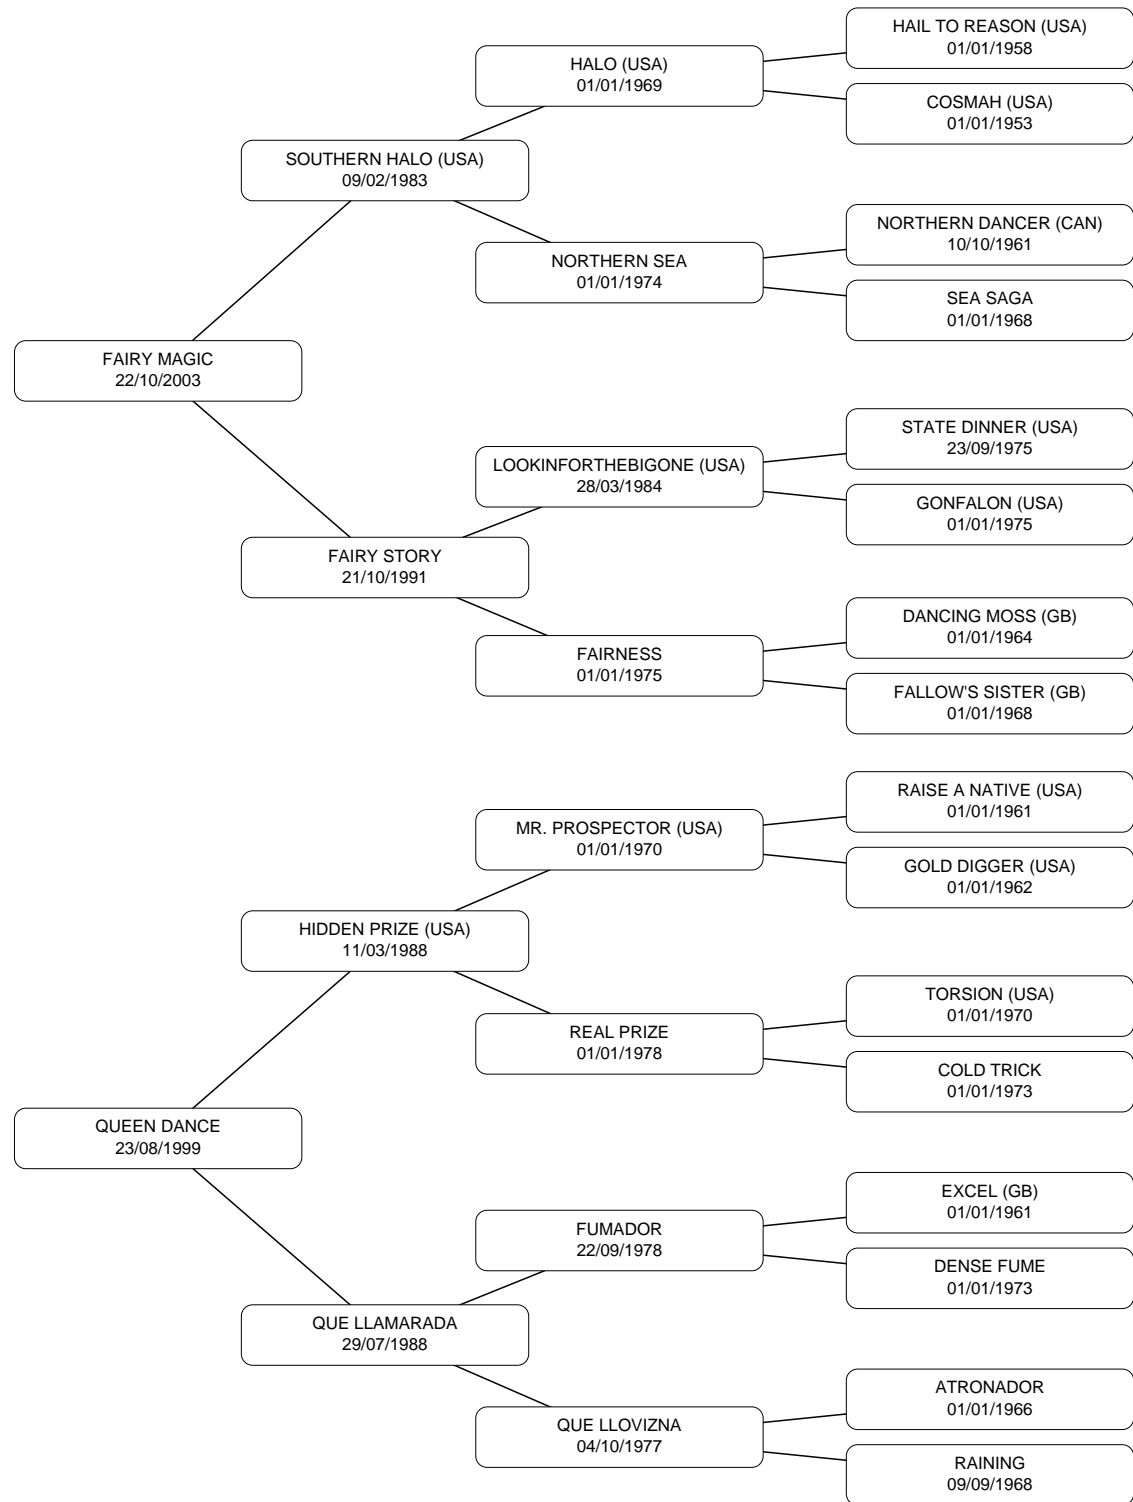 HAIL TO REASON (USA)
01/01/1958
HALO (USA)
01/01/1969
COSMAH (USA)
01/01/1953
SOUTHERN HALO (USA)
09/02/1983
NORTHERN DANCER (CAN)
10/10/1961
NORTHERN SEA
01/01/1974
SEA SAGA
01/01/1968
FAIRY MAGIC
22/10/2003
STATE DINNER (USA)
23/09/1975
LOOKINFORTHEBIGONE (USA)
28/03/1984
GONFALON (USA)
01/01/1975
FAIRY STORY
21/10/1991
DANCING MOSS (GB)
01/01/1964
FAIRNESS
01/01/1975
FALLOW'S SISTER (GB)
01/01/1968
RAISE A NATIVE (USA)
01/01/1961
MR. PROSPECTOR (USA)
01/01/1970
GOLD DIGGER (USA)
01/01/1962
HIDDEN PRIZE (USA)
11/03/1988
TORSION (USA)
01/01/1970
REAL PRIZE
01/01/1978
COLD TRICK
01/01/1973
QUEEN DANCE
23/08/1999
EXCEL (GB)
01/01/1961
FUMADOR
22/09/1978
DENSE FUME
01/01/1973
QUE LLAMARADA
29/07/1988
ATRONADOR
01/01/1966
QUE LLOVIZNA
04/10/1977
RAINING
09/09/1968